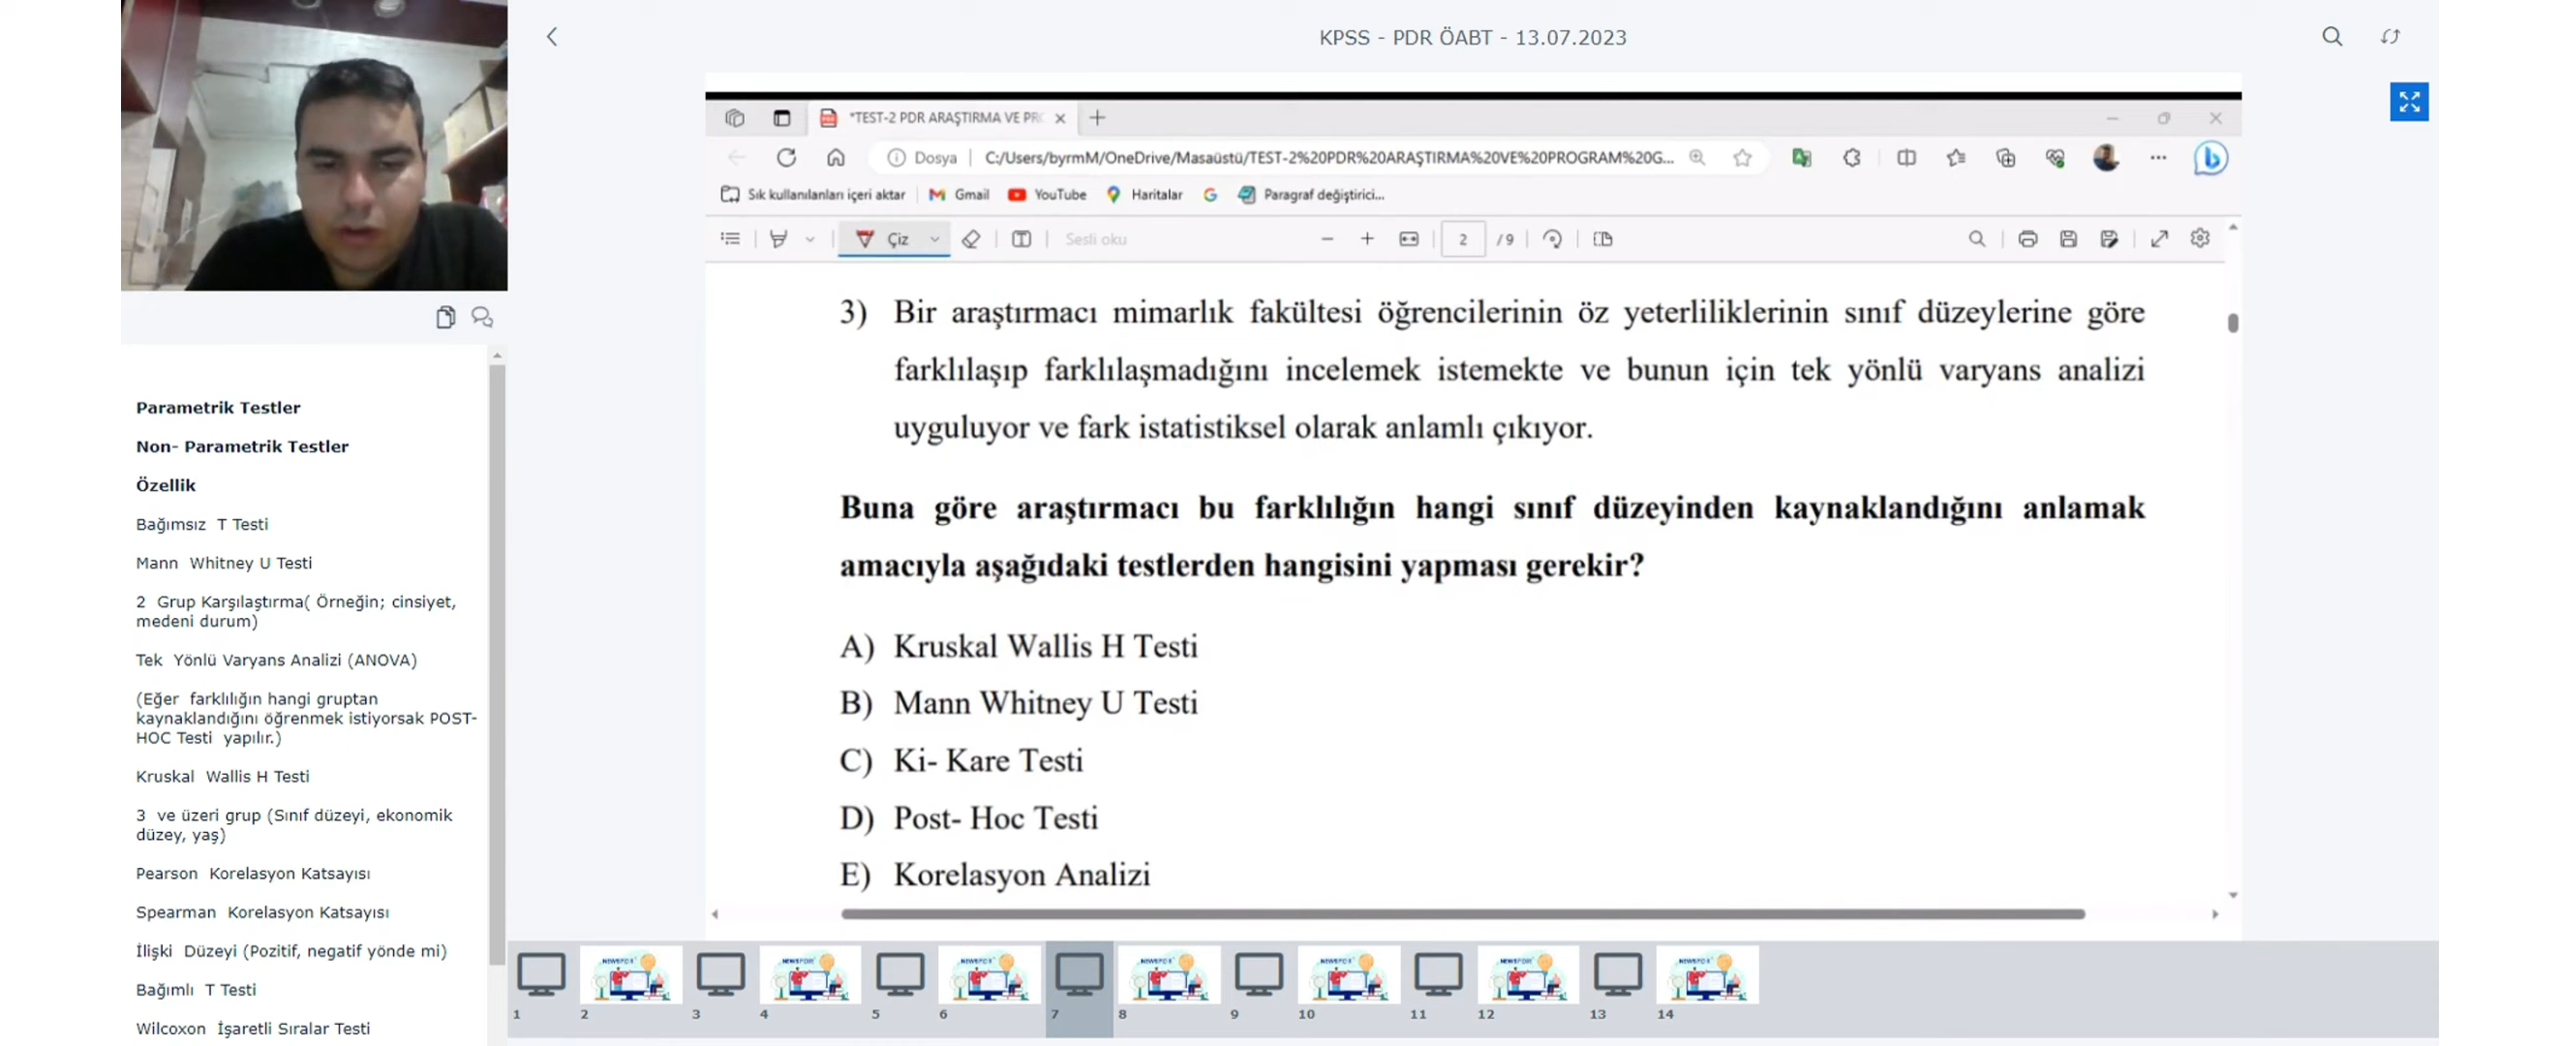 KPSS - PDR ÖABT - 13.07.2023
*TEST-2 PDR ARAŞTIRMA VE PR
Dosya
C:/Users/byrmM/OneDrive/Masaüstü/TEST-2%20PDR%20ARAŞTIRMA%20VE%20PROGRAM%20G...
Sık kullanılanları içeri aktar
Gmail
YouTube
Haritalar
Paragraf değiştirici...
Çiz
Sesli oku
2 /9
3) Bir araştırmacı mimarlık fakültesi öğrencilerinin öz yeterliliklerinin sınıf düzeylerine göre
farklılaşıp farklılaşmadığını incelemek istemekte ve bunun için tek yönlü varyans analizi
uyguluyor ve fark istatistiksel olarak anlamlı çıkıyor.
Buna göre araştırmacı bu farklılığın hangi sınıf düzeyinden kaynaklandığını anlamak
amacıyla aşağıdaki testlerden hangisini yapması gerekir?
A) Kruskal Wallis H Testi
B) Mann Whitney U Testi
C) Ki- Kare Testi
D) Post- Hoc Testi
E) Korelasyon Analizi
Parametrik Testler
Non- Parametrik Testler
Özellik
Bağımsız T Testi
Mann Whitney U Testi
2 Grup Karşılaştırma( Örneğin; cinsiyet,
medeni durum)
Tek Yönlü Varyans Analizi (ANOVA)
(Eğer farklılığın hangi gruptan
kaynaklandığını öğrenmek istiyorsak POST-
HOC Testi yapılır.)
Kruskal Wallis H Testi
3 ve üzeri grup (Sınıf düzeyi, ekonomik
düzey, yaş)
Pearson Korelasyon Katsayısı
Spearman Korelasyon Katsayısı
İlişki Düzeyi (Pozitif, negatif yönde mi)
Bağımlı T Testi
Wilcoxon İşaretli Sıralar Testi
1 2 3 4 5 6 7 8 9 10 11 12 13 14